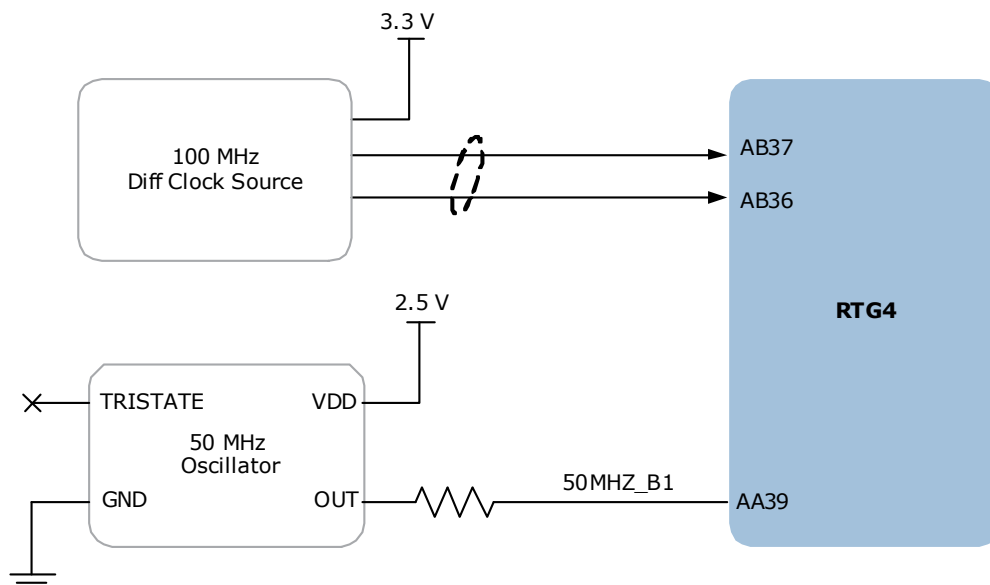 3.3 V
100 MHz
Diff Clock Source
AB37
AB36
RTG4
2.5 V
TRISTATE
VDD
50 MHz
Oscillator
GND
OUT
50MHZ_B1
AA39